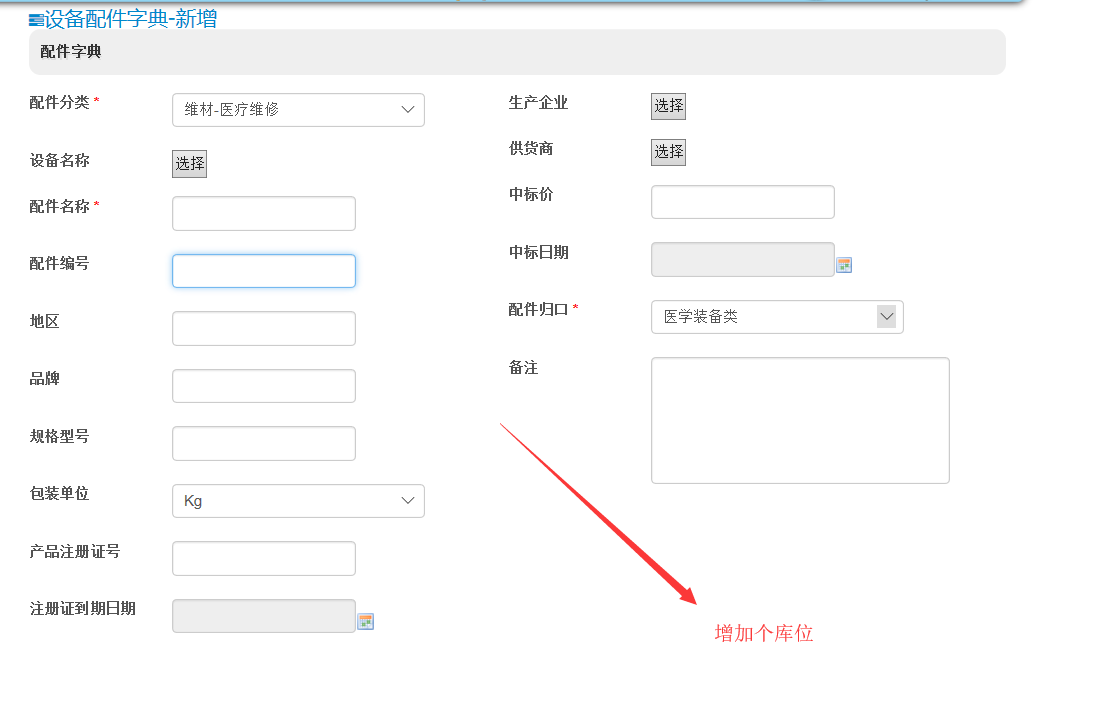 设备配件字典-新增
配件字典
配件分类 *
维材-医疗维修
设备名称
选择
配件名称 *
配件编号
地区
品牌
规格型号
包装单位
Kg
产品注册证号
注册证到期日期
生产企业
选择
供货商
选择
中标价
中标日期
配件归口 *
医学装备类
备注
增加个库位